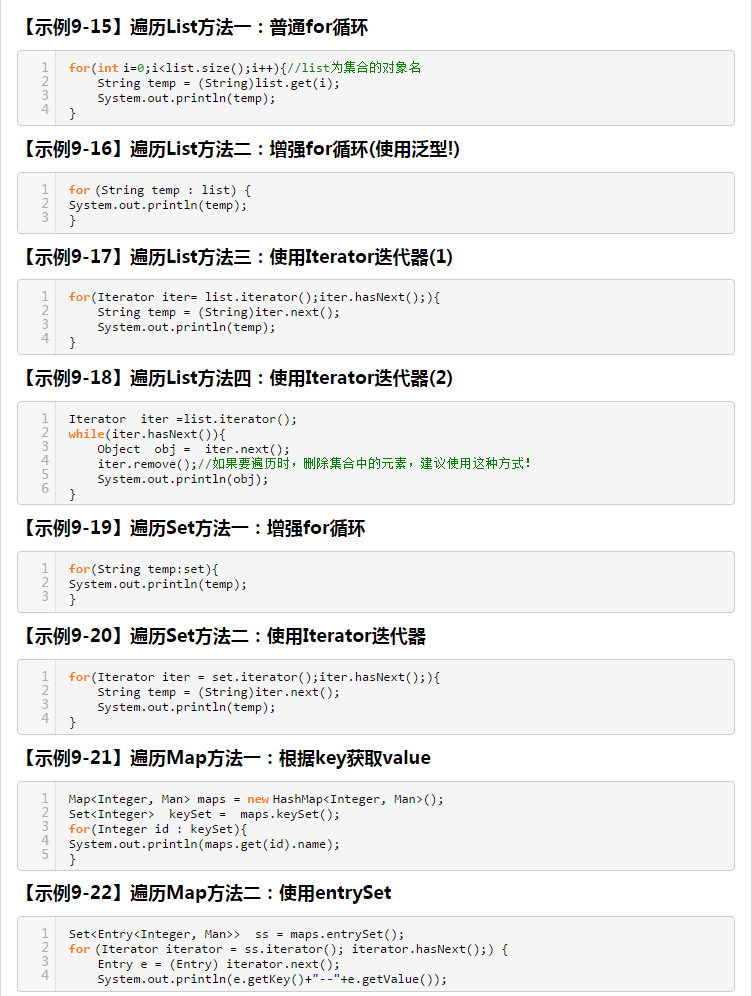 【示例9-15】遍历List方法一：普通for循环
1 for(int i=0;i<list.size();i++){//list为集合的对象名
2     String temp = (String)list.get(i);
3     System.out.println(temp);
4 }
【示例9-16】遍历List方法二：增强for循环(使用泛型!)
1 for (String temp : list) {
2 System.out.println(temp);
3 }
【示例9-17】遍历List方法三：使用Iterator迭代器(1)
1 for(Iterator iter= list.iterator();iter.hasNext();){
2     String temp = (String)iter.next();
3     System.out.println(temp);
4 }
【示例9-18】遍历List方法四：使用Iterator迭代器(2)
1 Iterator  iter =list.iterator();
2 while(iter.hasNext()){
3     Object  obj =  iter.next();
4     iter.remove();//如果要遍历时，删除集合中的元素，建议使用这种方式！
5     System.out.println(obj);
6 }
【示例9-19】遍历Set方法一：增强for循环
1 for(String temp:set){
2 System.out.println(temp);
3 }
【示例9-20】遍历Set方法二：使用Iterator迭代器
1 for(Iterator iter = set.iterator();iter.hasNext();){
2     String temp = (String)iter.next();
3     System.out.println(temp);
4 }
【示例9-21】遍历Map方法一：根据key获取value
1 Map<Integer, Man> maps = new HashMap<Integer, Man>();
2 Set<Integer>  keySet =  maps.keySet();
3 for(Integer id : keySet){
4 System.out.println(maps.get(id).name);
5 }
【示例9-22】遍历Map方法二：使用entrySet
1 Set<Entry<Integer, Man>>  ss = maps.entrySet();
2 for (Iterator iterator = ss.iterator(); iterator.hasNext();) {
3     Entry e = (Entry) iterator.next();
4     System.out.println(e.getKey()+"--"+e.getValue());